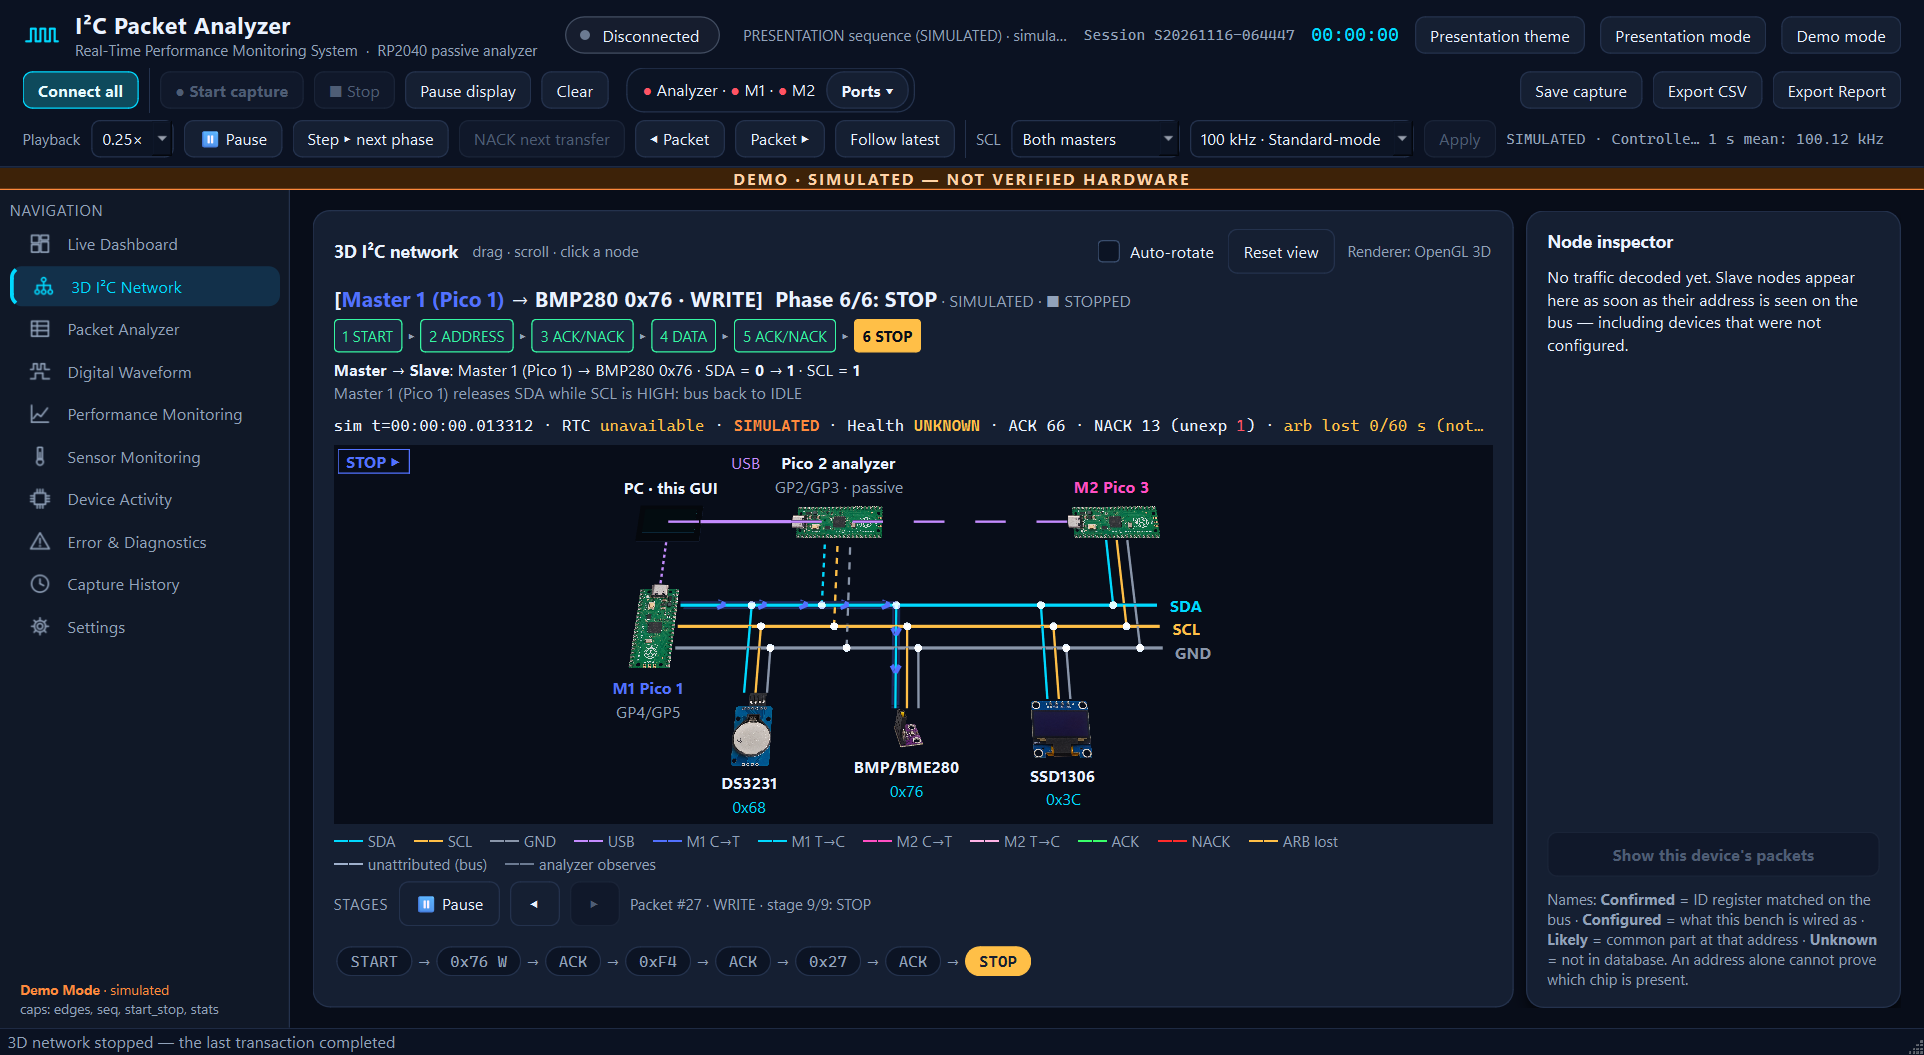 I²C Packet Analyzer
Real-Time Performance Monitoring System · RP2040 passive analyzer
Disconnected
PRESENTATION sequence (SIMULATED) · simula...
Session S20261116-064447
00:00:00
Presentation theme
Presentation mode
Demo mode
Connect all
● Start capture
■ Stop
Pause display
Clear
● Analyzer · ● M1 · ● M2
Ports ▾
Save capture
Export CSV
Export Report
Playback
0.25×
Pause
Step ▸ next phase
NACK next transfer
◂ Packet
Packet ▸
Follow latest
SCL
Both masters
100 kHz · Standard-mode
Apply
SIMULATED · Controlle… 1 s mean: 100.12 kHz
DEMO · SIMULATED — NOT VERIFIED HARDWARE
NAVIGATION
Live Dashboard
3D I²C Network
Packet Analyzer
Digital Waveform
Performance Monitoring
Sensor Monitoring
Device Activity
Error & Diagnostics
Capture History
Settings
Demo Mode · simulated
caps: edges, seq, start_stop, stats
3D I²C network
drag · scroll · click a node
Auto-rotate
Reset view
Renderer: OpenGL 3D
[Master 1 (Pico 1) → BMP280 0x76 · WRITE] Phase 6/6: STOP · SIMULATED · ■ STOPPED
1 START ▸ 2 ADDRESS ▸ 3 ACK/NACK ▸ 4 DATA ▸ 5 ACK/NACK ▸ 6 STOP
Master → Slave: Master 1 (Pico 1) → BMP280 0x76 · SDA = 0 → 1 · SCL = 1
Master 1 (Pico 1) releases SDA while SCL is HIGH: bus back to IDLE
sim t=00:00:00.013312 · RTC unavailable · SIMULATED · Health UNKNOWN · ACK 66 · NACK 13 (unexp 1) · arb lost 0/60 s (not…
STOP ▸
USB
Pico 2 analyzer
GP2/GP3 · passive
PC · this GUI
M2 Pico 3
SDA
SCL
GND
M1 Pico 1
GP4/GP5
DS3231
0x68
BMP/BME280
0x76
SSD1306
0x3C
SDA
SCL
GND
USB
M1 C→T
M1 T→C
M2 C→T
M2 T→C
ACK
NACK
ARB lost
unattributed (bus)
analyzer observes
STAGES
Pause
◂
▸
Packet #27 · WRITE · stage 9/9: STOP
START → 0x76 W → ACK → 0xF4 → ACK → 0x27 → ACK → STOP
Node inspector
No traffic decoded yet. Slave nodes appear
here as soon as their address is seen on the
bus — including devices that were not
configured.
Show this device's packets
Names: Confirmed = ID register matched on the
bus · Configured = what this bench is wired as ·
Likely = common part at that address · Unknown
= not in database. An address alone cannot prove
which chip is present.
3D network stopped — the last transaction completed